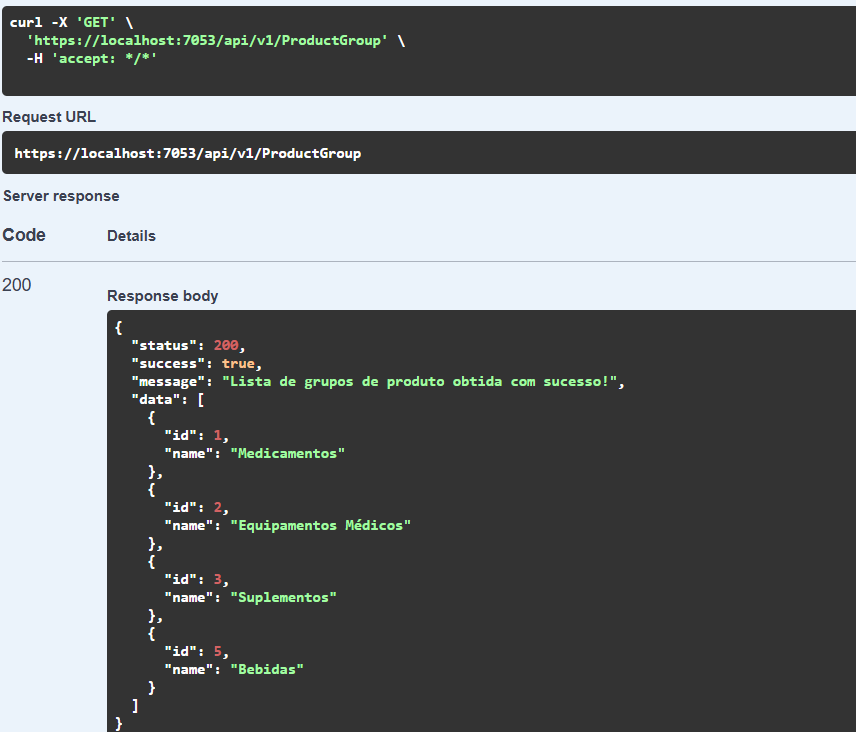 curl -X 'GET' \
  'https://localhost:7053/api/v1/ProductGroup' \
  -H 'accept: */*'
Request URL
https://localhost:7053/api/v1/ProductGroup
Server response
Code Details
200
Response body
{
  "status": 200,
  "success": true,
  "message": "Lista de grupos de produto obtida com sucesso!",
  "data": [
    {
      "id": 1,
      "name": "Medicamentos"
    },
    {
      "id": 2,
      "name": "Equipamentos Médicos"
    },
    {
      "id": 3,
      "name": "Suplementos"
    },
    {
      "id": 5,
      "name": "Bebidas"
    }
  ]
}